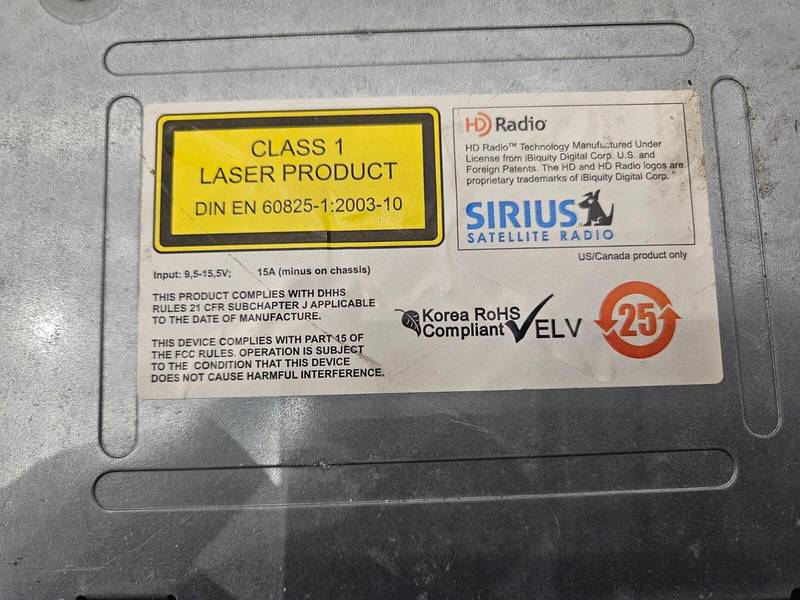 CLASS 1
LASER PRODUCT
DIN EN 60825-1:2003-10
HD Radio
HD Radio™ Technology Manufactured Under
License from iBiquity Digital Corp. U.S. and
Foreign Patents. The HD and HD Radio logos are
proprietary trademarks of iBiquity Digital Corp.
SIRIUS
SATELLITE RADIO
US/Canada product only
Input: 9,5-15,5V; 15A (minus on chassis)
THIS PRODUCT COMPLIES WITH DHHS
RULES 21 CFR SUBCHAPTER J APPLICABLE
TO THE DATE OF MANUFACTURE.
THIS DEVICE COMPLIES WITH PART 15 OF
THE FCC RULES. OPERATION IS SUBJECT
TO THE CONDITION THAT THIS DEVICE
DOES NOT CAUSE HARMFUL INTERFERENCE.
Korea RoHS
Compliant
ELV
25